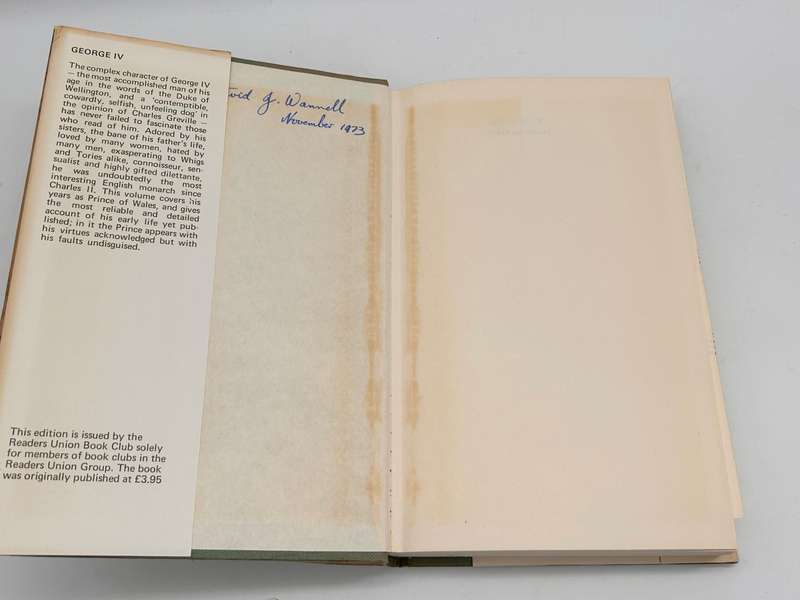 GEORGE IV
The complex character of George IV
— the most accomplished man of his
age in the words of the Duke of
Wellington, and a 'contemptible,
cowardly, selfish, unfeeling dog' in
the opinion of Charles Greville —
has never failed to fascinate those
who read of him. Adored by his
sisters, the bane of his father's life,
loved by many women, hated by
many men, exasperating to Whigs
and Tories alike, connoisseur, sen-
sualist and highly gifted dilettante,
he was undoubtedly the most
interesting English monarch since
Charles II. This volume covers his
years as Prince of Wales, and gives
the most reliable and detailed
account of his early life yet pub-
lished; in it the Prince appears with
his virtues acknowledged but with
his faults undisguised.
This edition is issued by the
Readers Union Book Club solely
for members of book clubs in the
Readers Union Group. The book
was originally published at £3.95
G. Wannell
November 1973